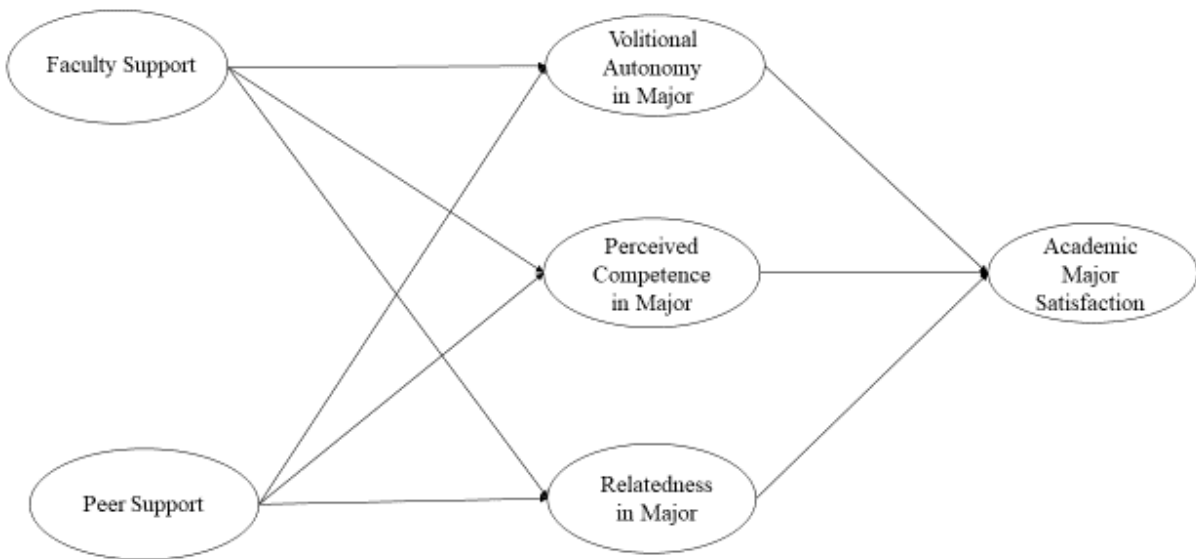 Faculty Support
Volitional
Autonomy
in Major
Perceived
Competence
in Major
Academic
Major
Satisfaction
Peer Support
Relatedness
in Major